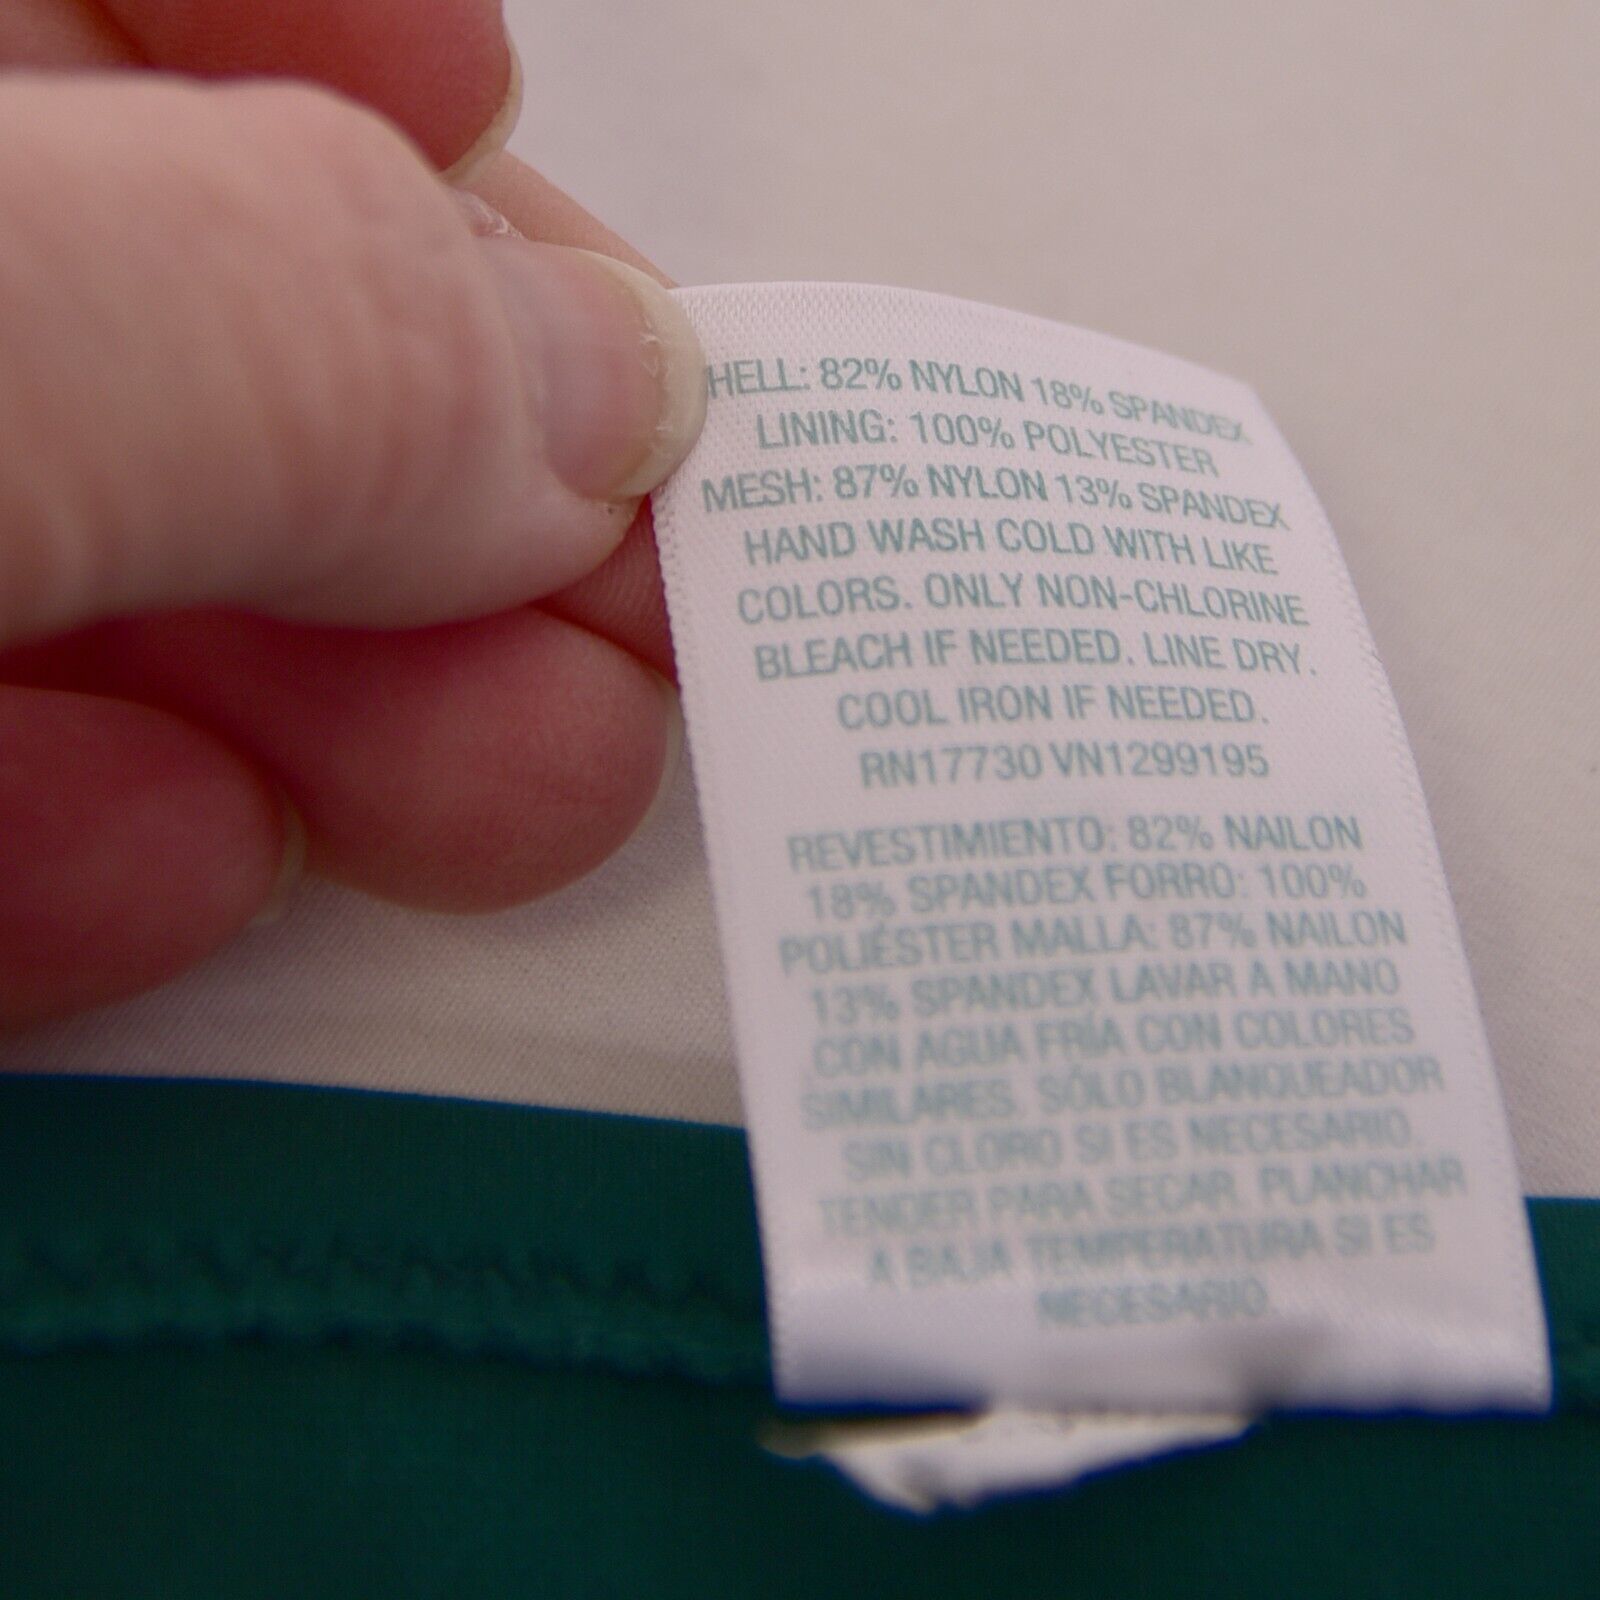 HELL: 82% NYLON 18% SPANDEX
LINING: 100% POLYESTER
MESH: 87% NYLON 13% SPANDEX
HAND WASH COLD WITH LIKE
COLORS. ONLY NON-CHLORINE
BLEACH IF NEEDED. LINE DRY.
COOL IRON IF NEEDED.
RN17730 VN1299195
REVESTIMIENTO: 82% NAILON
18% SPANDEX FORRO: 100%
POLIÉSTER MALLA: 87% NAILON
13% SPANDEX LAVAR A MANO
CON AGUA FRÍA CON COLORES
SIMILARES. SÓLO BLANQUEADOR
SIN CLORO SI ES NECESARIO.
TENDER PARA SECAR. PLANCHAR
A BAJA TEMPERATURA SI ES
NECESARIO.